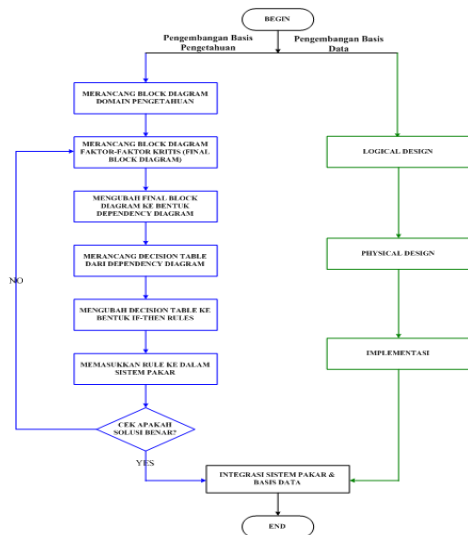 BEGIN
Pengembangan Basis
Pengetahuan
Pengembangan Basis
Data
MERANCANG BLOCK DIAGRAM
DOMAIN PENGETAHUAN
MERANCANG BLOCK DIAGRAM
FAKTOR-FAKTOR KRITIS (FINAL
BLOCK DIAGRAM)
MENGUBAH FINAL BLOCK
DIAGRAM KE BENTUK
DEPENDENCY DIAGRAM
MERANCANG DECISION TABLE
DARI DEPENDENCY DIAGRAM
MENGUBAH DECISION TABLE KE
BENTUK IF-THEN RULES
MEMASUKKAN RULE KE DALAM
SISTEM PAKAR
CEK APAKAH
SOLUSI BENAR?
NO
YES
LOGICAL DESIGN
PHYSICAL DESIGN
IMPLEMENTASI
INTEGRASI SISTEM PAKAR &
BASIS DATA
END